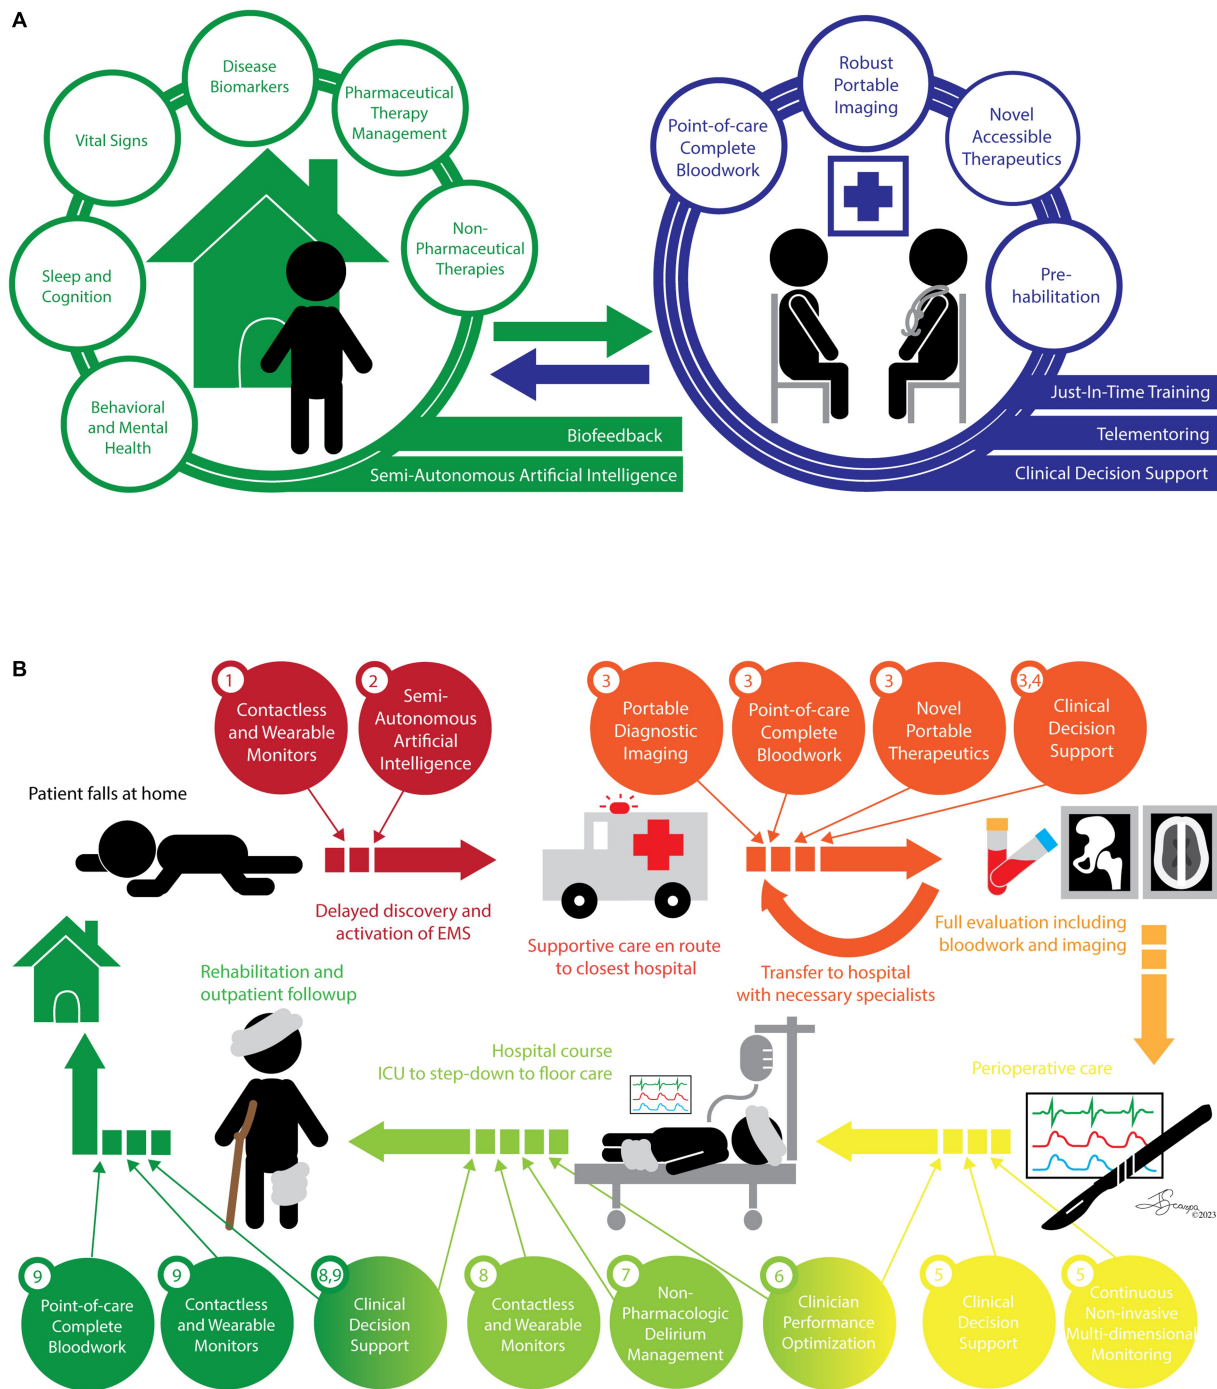 A
Disease
Biomarkers
Pharmaceutical
Therapy
Management
Vital Signs
Non-
Pharmaceutical
Therapies
Sleep and
Cognition
Behavioral
and Mental
Health
Biofeedback
Semi-Autonomous Artificial Intelligence
Robust
Portable
Imaging
Point-of-care
Complete
Bloodwork
Novel
Accessible
Therapeutics
Pre-
habilitation
Just-In-Time Training
Telementoring
Clinical Decision Support
B
1
Contactless
and Wearable
Monitors
2
Semi-
Autonomous
Artificial
Intelligence
3
Portable
Diagnostic
Imaging
3
Point-of-care
Complete
Bloodwork
3
Novel
Portable
Therapeutics
3,4
Clinical
Decision
Support
Patient falls at home
Delayed discovery and
activation of EMS
Supportive care en route
to closest hospital
Transfer to hospital
with necessary specialists
Full evaluation including
bloodwork and imaging
Rehabilitation and
outpatient followup
Hospital course
ICU to step-down to floor care
Perioperative care
©2023
9
Point-of-care
Complete
Bloodwork
9
Contactless
and Wearable
Monitors
8,9
Clinical
Decision
Support
8
Contactless
and Wearable
Monitors
7
Non-
Pharmacologic
Delirium
Management
6
Clinician
Performance
Optimization
5
Clinical
Decision
Support
5
Continuous
Non-invasive
Multi-dimensional
Monitoring